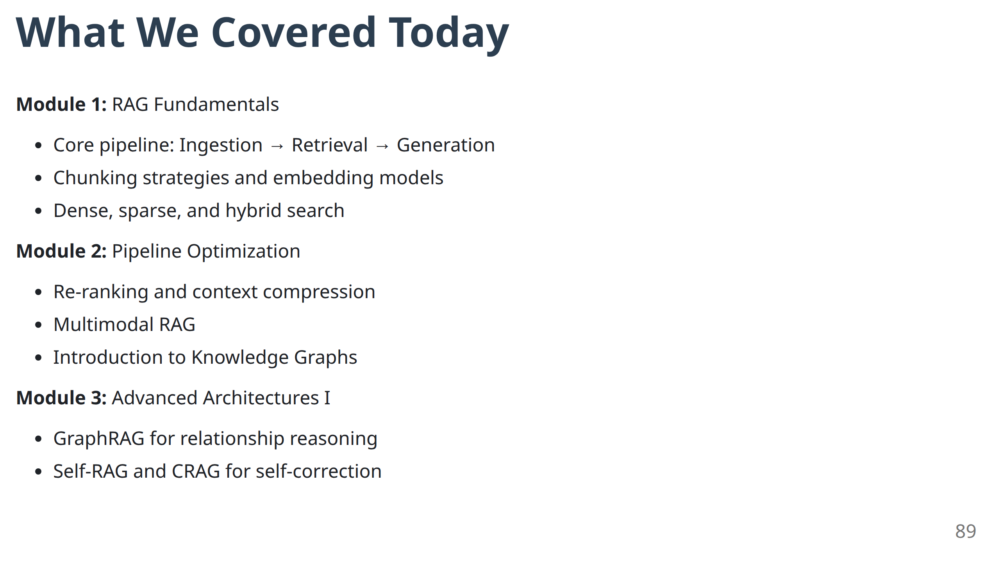 What We Covered Today
Module 1: RAG Fundamentals
• Core pipeline: Ingestion → Retrieval → Generation
• Chunking strategies and embedding models
• Dense, sparse, and hybrid search
Module 2: Pipeline Optimization
• Re-ranking and context compression
• Multimodal RAG
• Introduction to Knowledge Graphs
Module 3: Advanced Architectures I
• GraphRAG for relationship reasoning
• Self-RAG and CRAG for self-correction
89